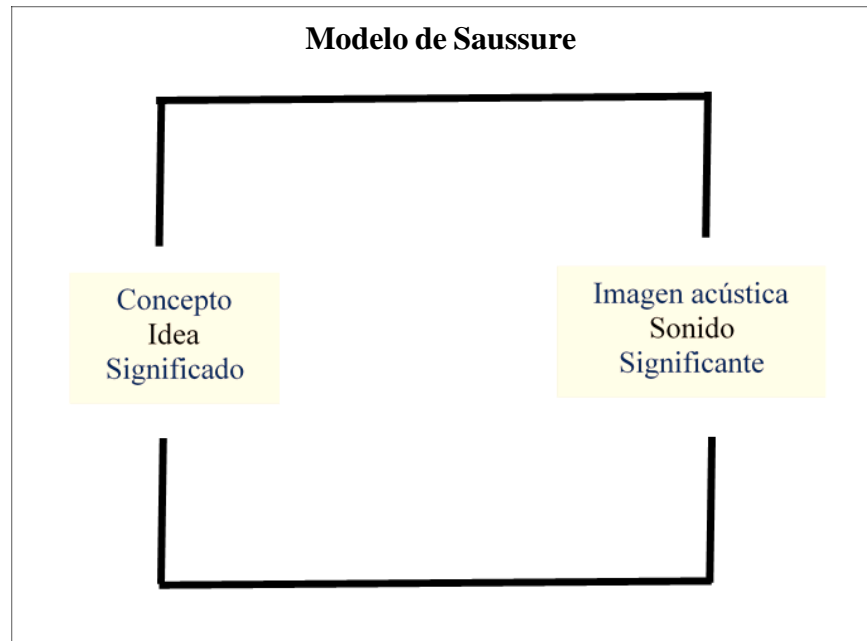 Modelo de Saussure
Concepto
Idea
Significado
Imagen acústica
Sonido
Significante